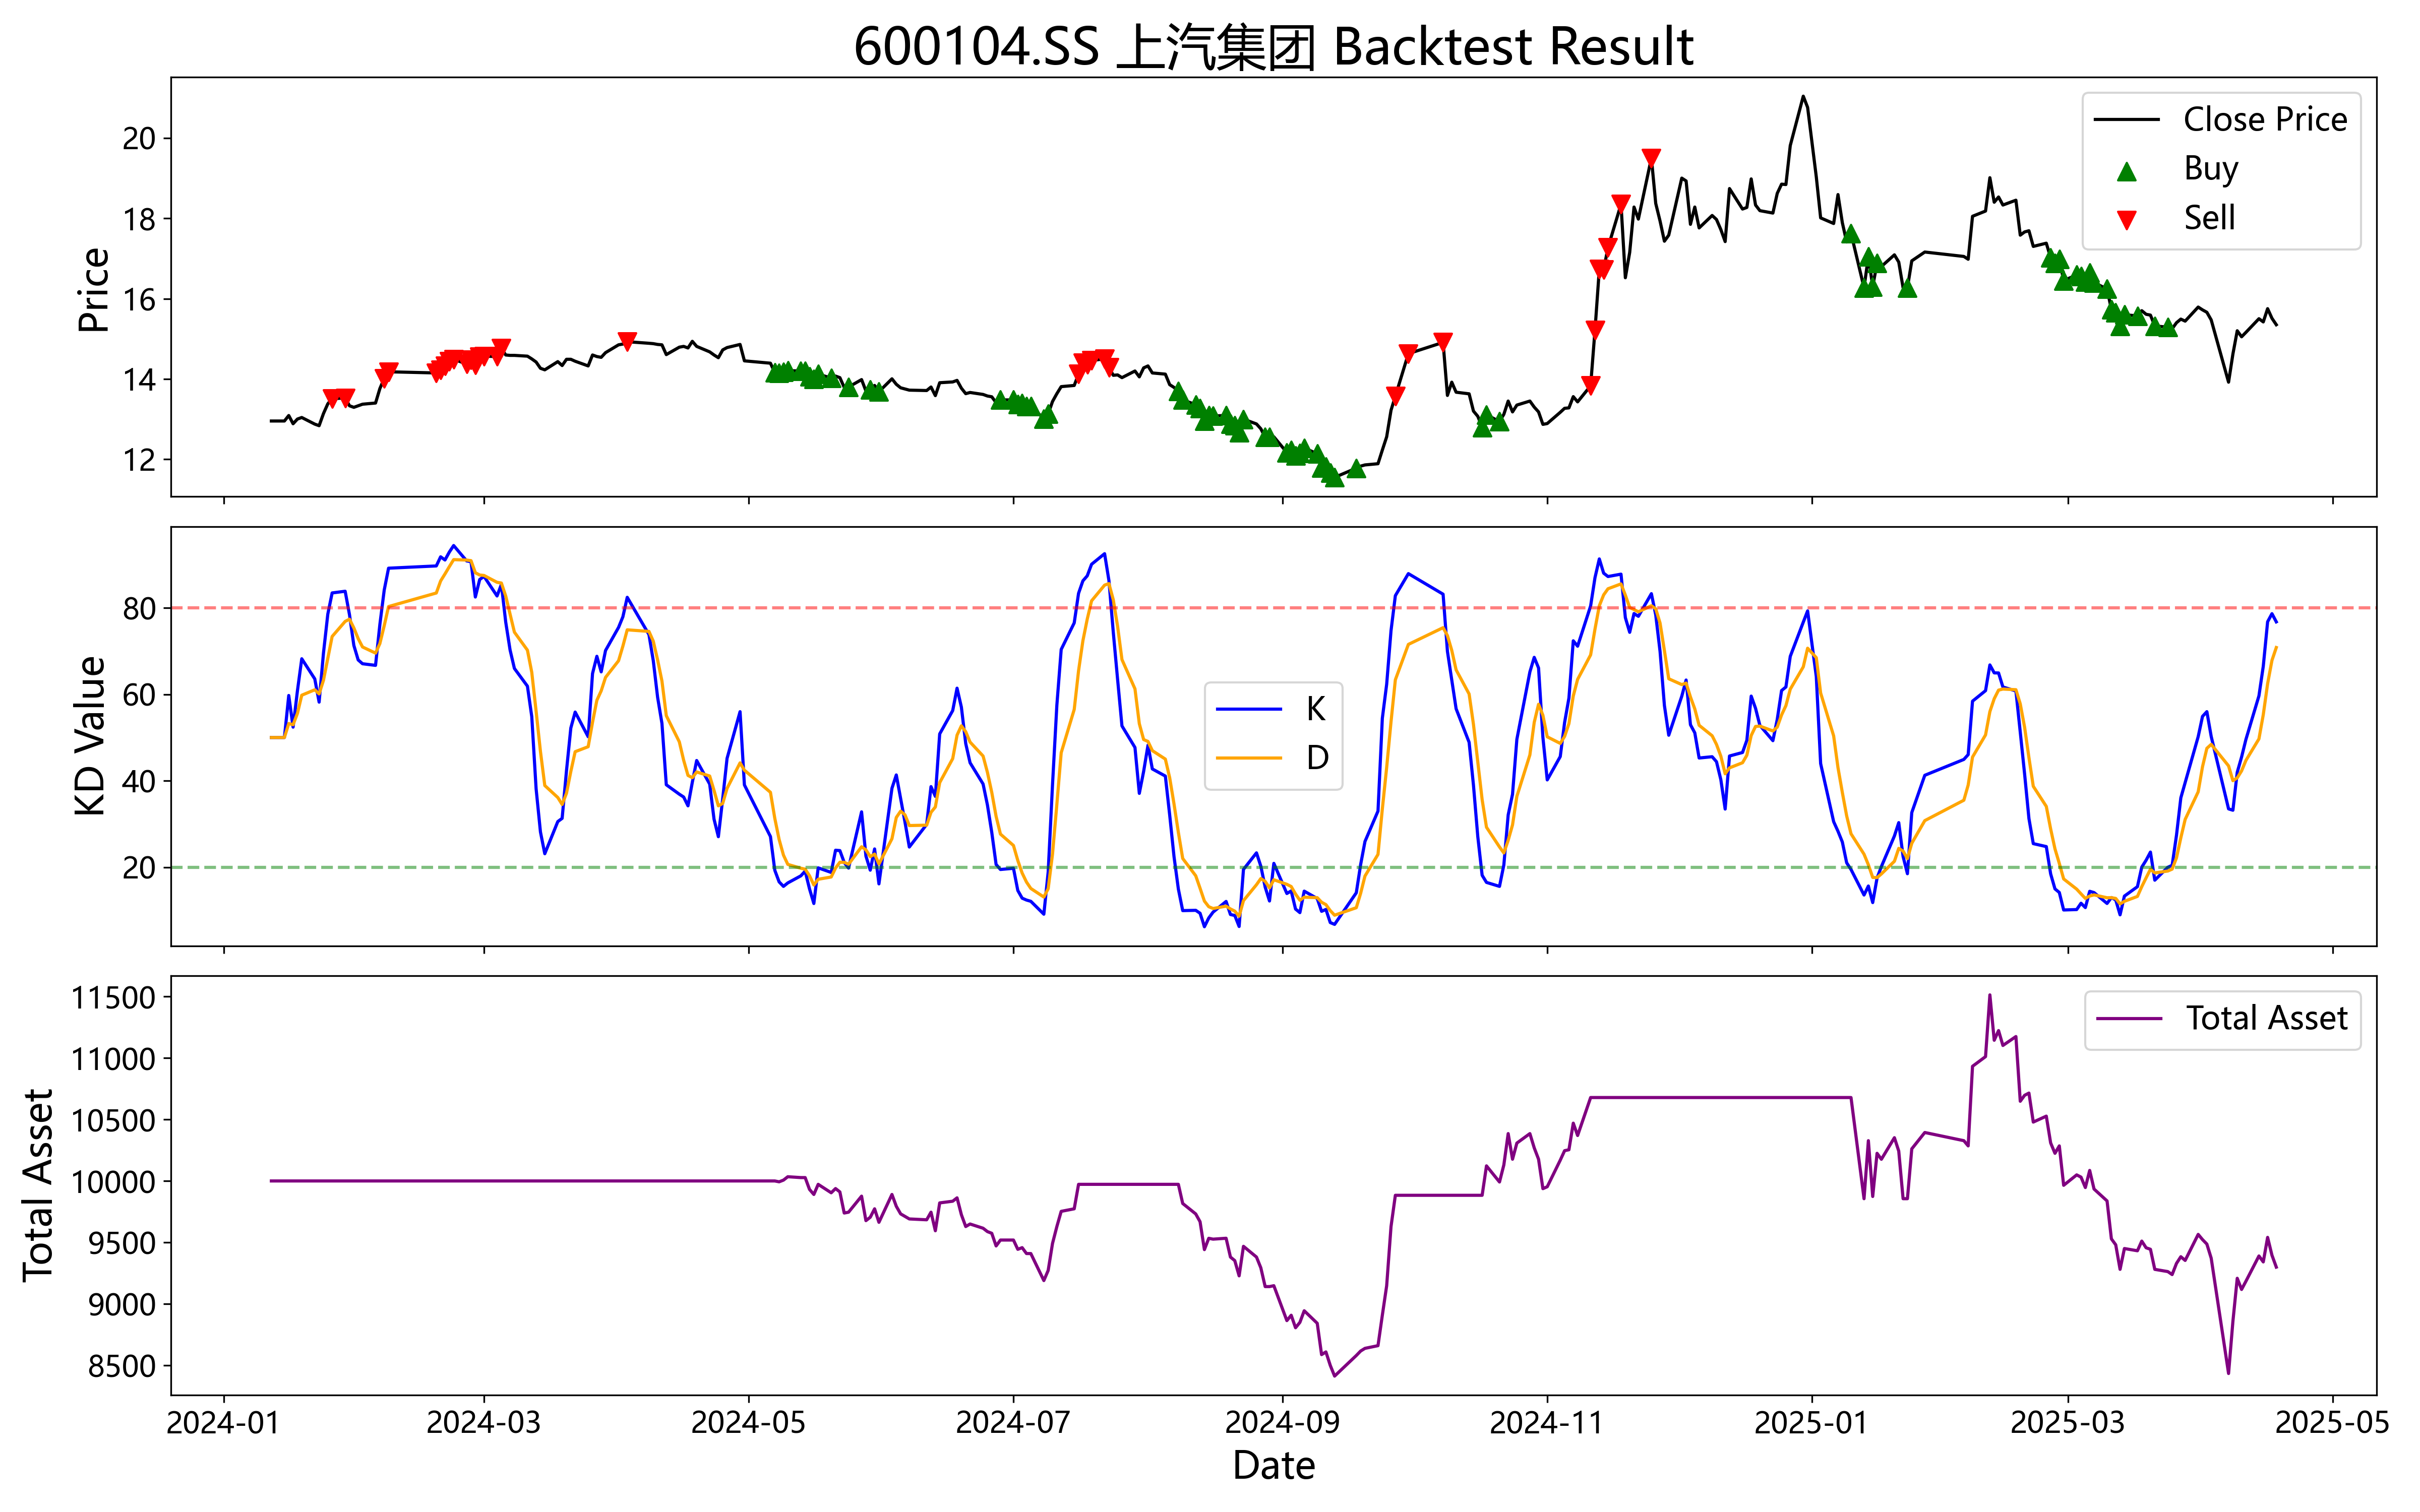 600104.SS 上汽集团 Backtest Result
Price
20
18
16
14
12
Close Price
Buy
Sell
KD Value
80
60
40
20
K
D
Total Asset
11500
11000
10500
10000
9500
9000
8500
Total Asset
2024-01
2024-03
2024-05
2024-07
2024-09
2024-11
2025-01
2025-03
2025-05
Date